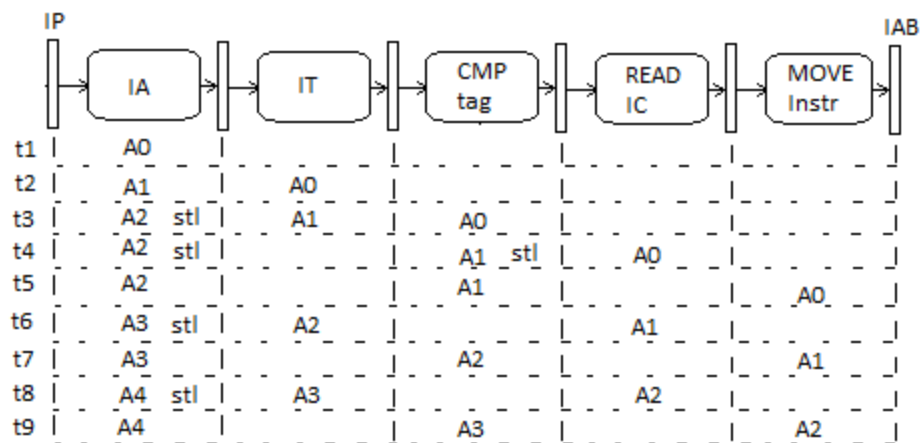 IP
IAB
IA IT CMP READ MOVE
tag IC Instr
t1 A0
t2 A1 A0
t3 A2 stl A1 A0
t4 A2 stl A1 stl A0
t5 A2 A1 A0
t6 A3 stl A2 A1
t7 A3 A2 A1
t8 A4 stl A3 A2
t9 A4 A3 A2